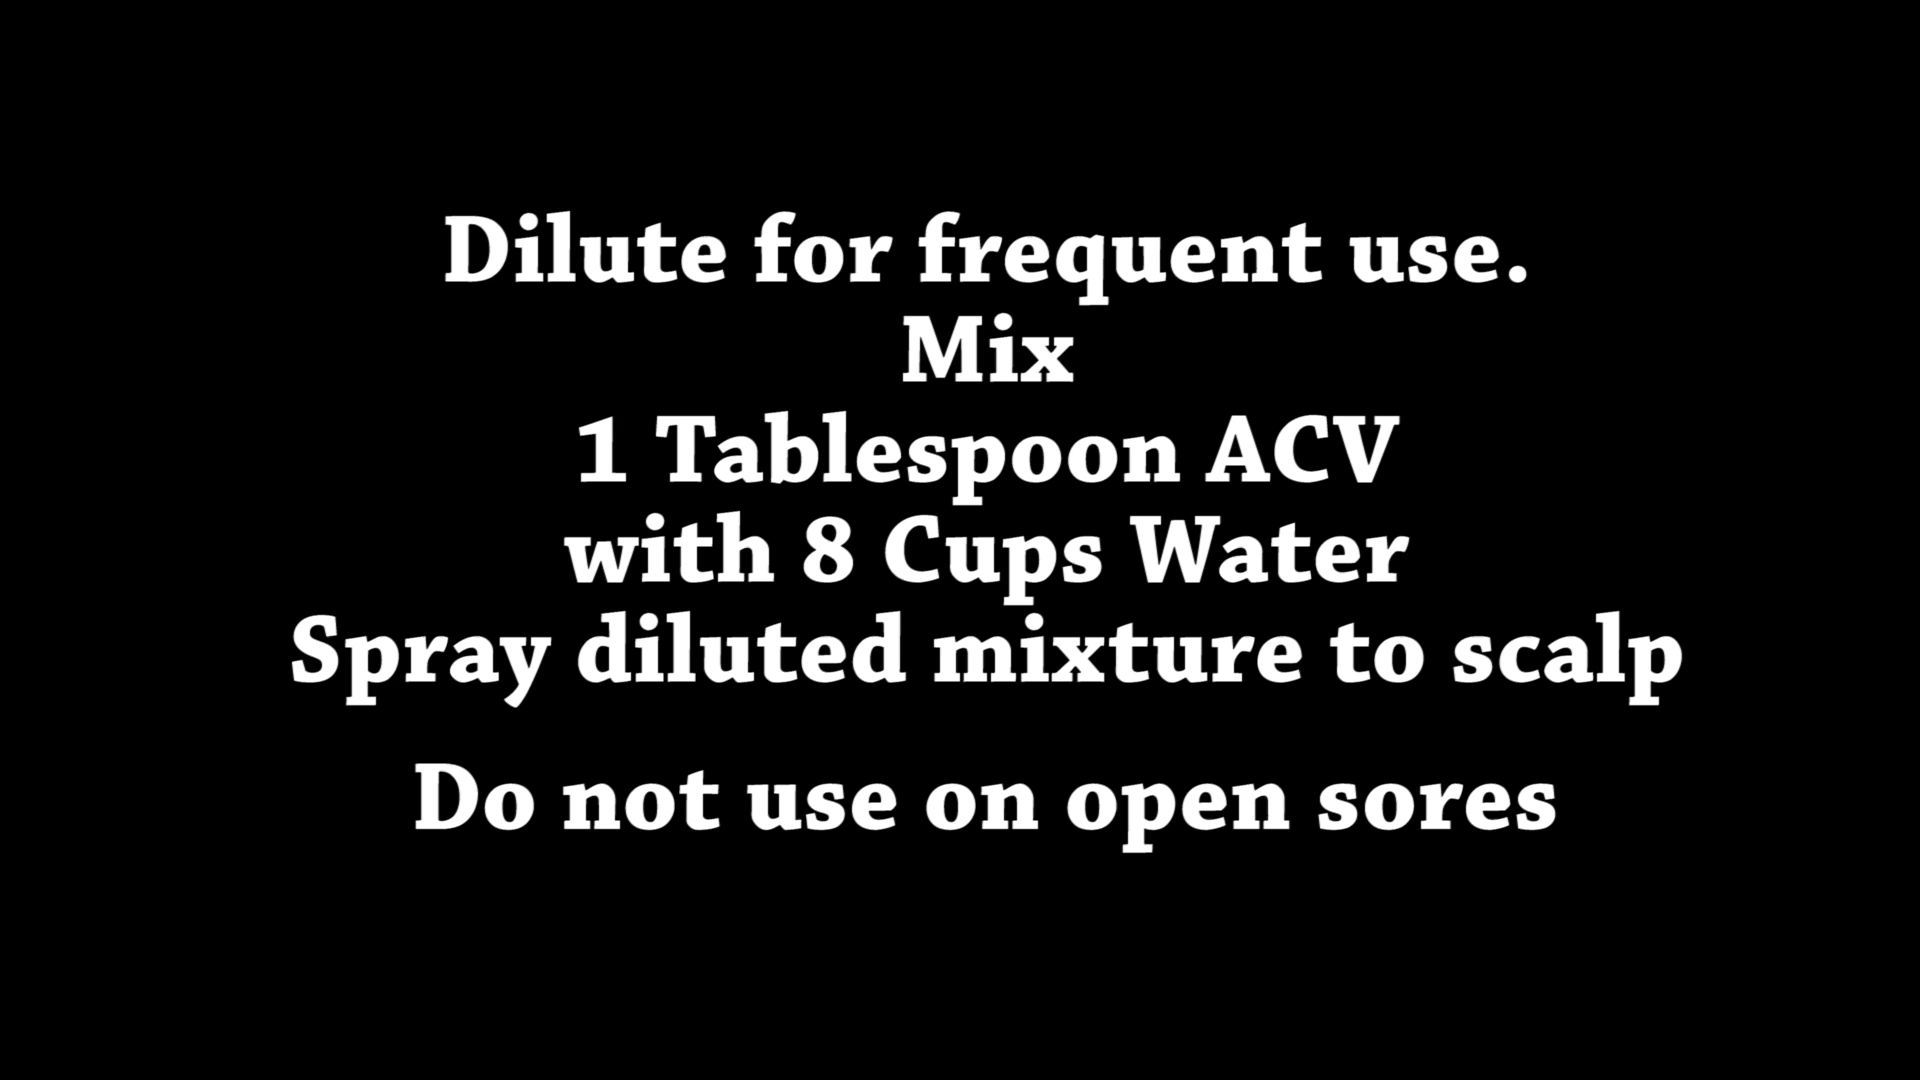 Dilute for frequent use.
Mix
1 Tablespoon ACV
with 8 Cups Water
Spray diluted mixture to scalp
Do not use on open sores